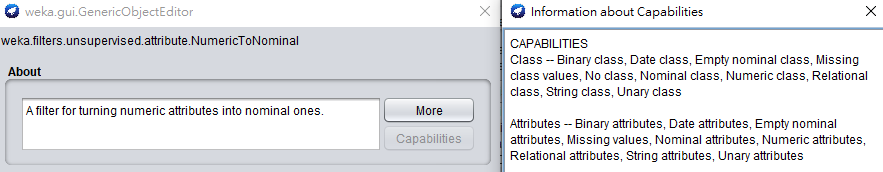 weka.gui.GenericObjectEditor
weka.filters.unsupervised.attribute.NumericToNominal
About
A filter for turning numeric attributes into nominal ones.
More
Capabilities
Information about Capabilities
CAPABILITIES
Class -- Binary class, Date class, Empty nominal class, Missing
class values, No class, Nominal class, Numeric class, Relational
class, String class, Unary class
Attributes -- Binary attributes, Date attributes, Empty nominal
attributes, Missing values, Nominal attributes, Numeric attributes,
Relational attributes, String attributes, Unary attributes